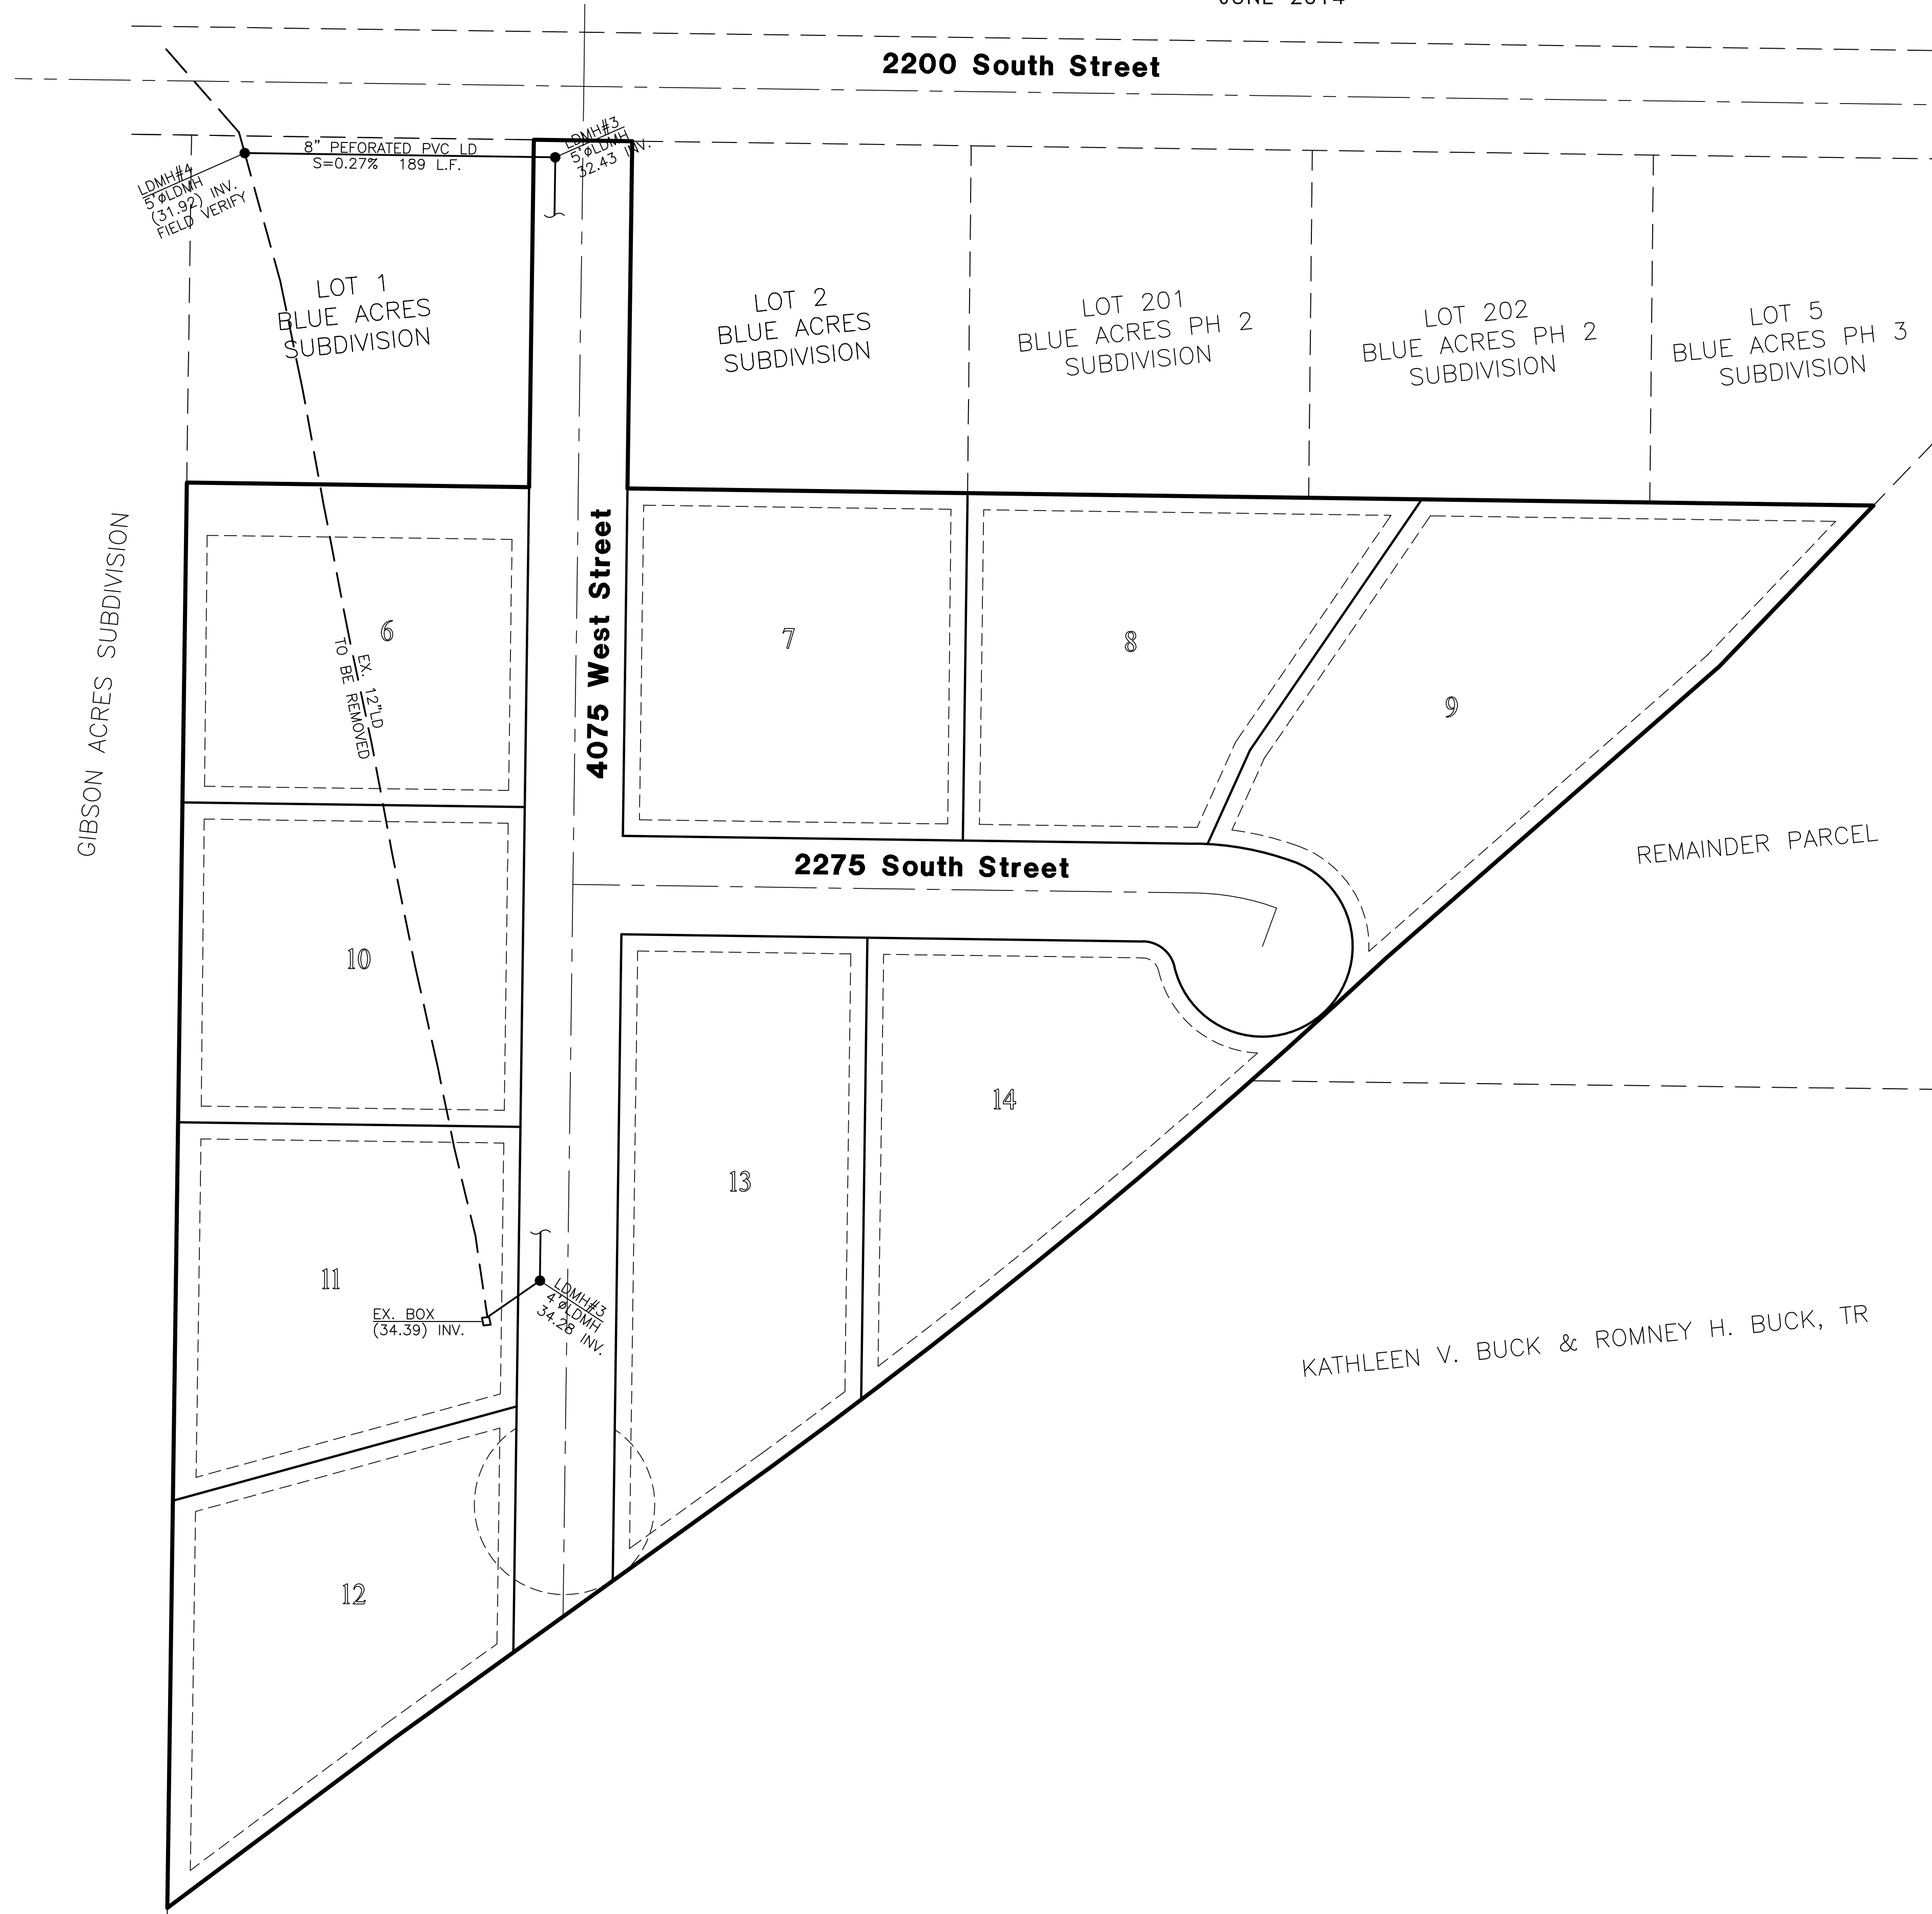 2200 South Street
8" PEFORATED PVC LD
S=0.27% 189 L.F.
LDMH#3
5'øLDMH
32.43 INV.
LDMH#4
5'øLDMH
(31.92) INV.
FIELD VERIFY
LOT 1
BLUE ACRES
SUBDIVISION
LOT 2
BLUE ACRES
SUBDIVISION
LOT 201
BLUE ACRES PH 2
SUBDIVISION
LOT 202
BLUE ACRES PH 2
SUBDIVISION
LOT 5
BLUE ACRES PH 3
SUBDIVISION
GIBSON ACRES SUBDIVISION
4075 West Street
6
7
8
9
EX. 12"LD
TO BE REMOVED
2275 South Street
REMAINDER PARCEL
10
14
13
11
EX. BOX
(34.39) INV.
LDMH#3
4'øLDMH
34.28 INV.
KATHLEEN V. BUCK & ROMNEY H. BUCK, TR
12